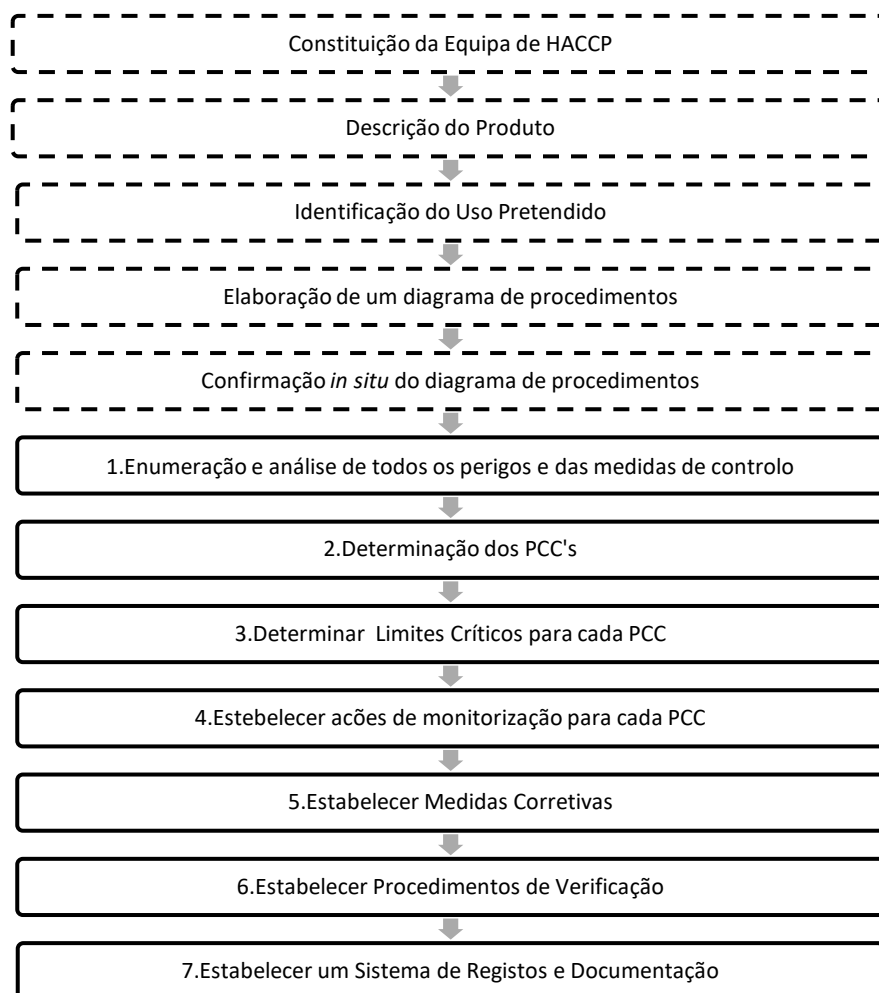 Constituição da Equipa de HACCP
Descrição do Produto
Identificação do Uso Pretendido
Elaboração de um diagrama de procedimentos
Confirmação in situ do diagrama de procedimentos
1.Enumeração e análise de todos os perigos e das medidas de controlo
2.Determinação dos PCC's
3.Determinar Limites Críticos para cada PCC
4.Estebelecer acões de monitorização para cada PCC
5.Estabelecer Medidas Corretivas
6.Estabelecer Procedimentos de Verificação
7.Estabelecer um Sistema de Registos e Documentação